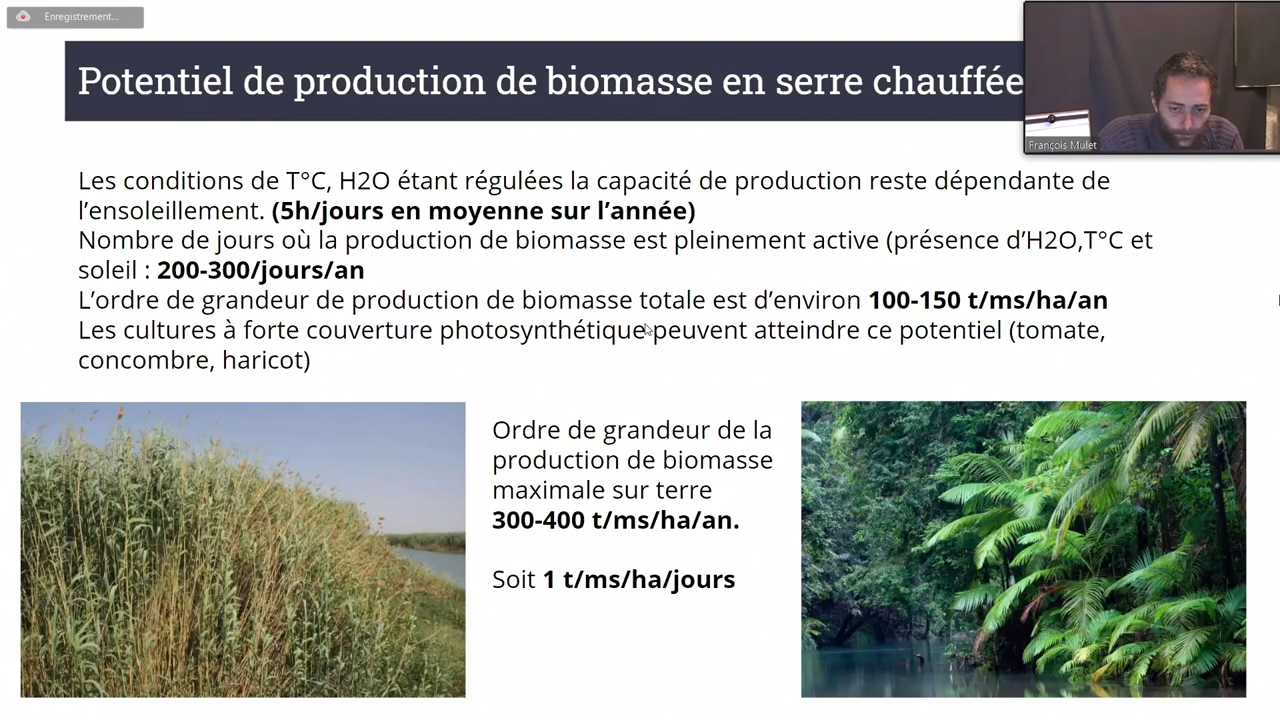 Enregistrement...
Potentiel de production de biomasse en serre chauffée
François Mulet
Les conditions de T°C, H2O étant régulées la capacité de production reste dépendante de
l'ensoleillement. (5h/jours en moyenne sur l'année)
Nombre de jours où la production de biomasse est pleinement active (présence d'H2O,T°C et
soleil : 200-300/jours/an
L'ordre de grandeur de production de biomasse totale est d'environ 100-150 t/ms/ha/an
Les cultures à forte couverture photosynthétique peuvent atteindre ce potentiel (tomate,
concombre, haricot)
Ordre de grandeur de la
production de biomasse
maximale sur terre
300-400 t/ms/ha/an.
Soit 1 t/ms/ha/jours